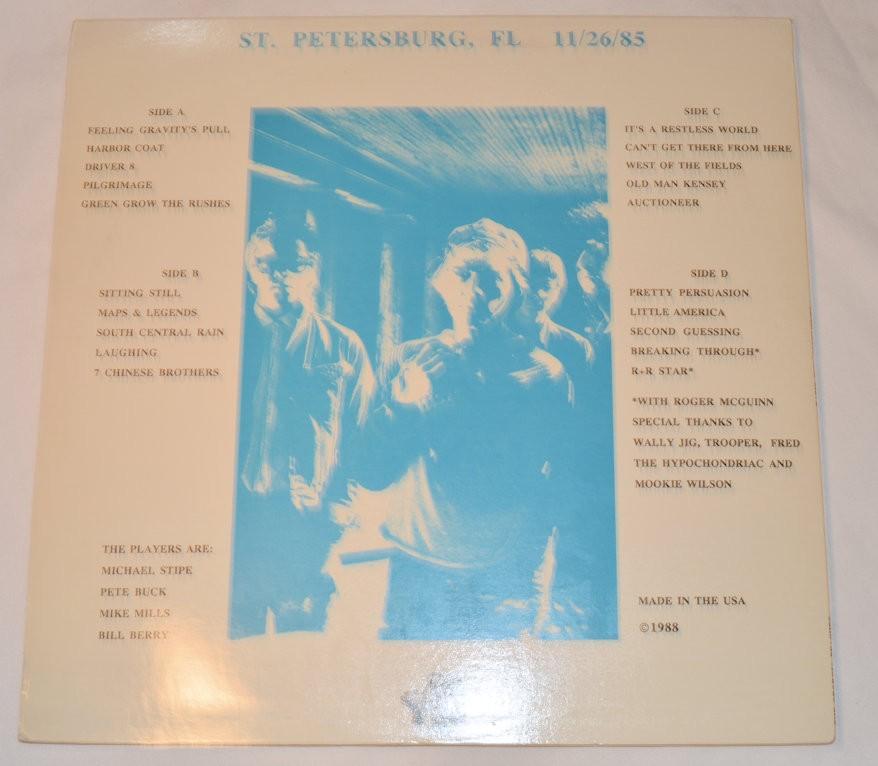 ST. PETERSBURG, FL 11/26/85
SIDE A
FEELING GRAVITY'S PULL
HARBOR COAT
DRIVER 8
PILGRIMAGE
GREEN GROW THE RUSHES
SIDE B
SITTING STILL
MAPS & LEGENDS
SOUTH CENTRAL RAIN
LAUGHING
7 CHINESE BROTHERS
THE PLAYERS ARE:
MICHAEL STIPE
PETE BUCK
MIKE MILLS
BILL BERRY
SIDE C
IT'S A RESTLESS WORLD
CAN'T GET THERE FROM HERE
WEST OF THE FIELDS
OLD MAN KENSEY
AUCTIONEER
SIDE D
PRETTY PERSUASION
LITTLE AMERICA
SECOND GUESSING
BREAKING THROUGH*
R+R STAR*
*WITH ROGER MCGUINN
SPECIAL THANKS TO
WALLY JIG, TROOPER, FRED
THE HYPOCHONDRIAC AND
MOOKIE WILSON
MADE IN THE USA
©1988